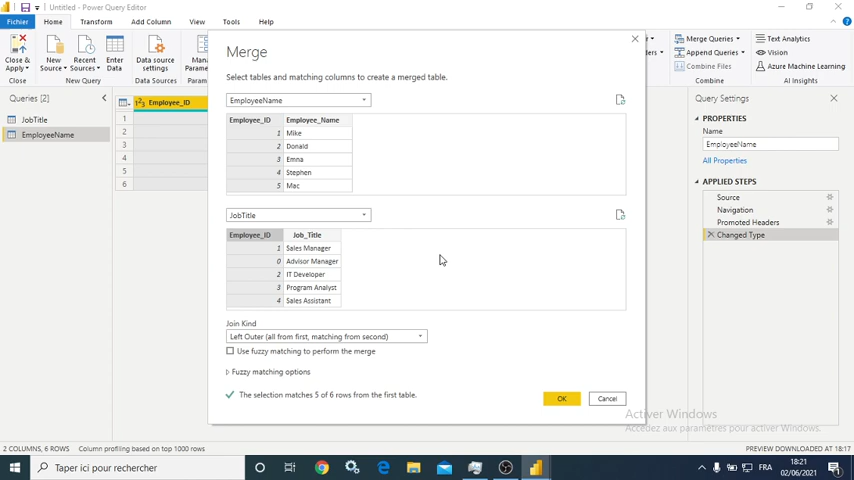 Untitled - Power Query Editor
Fichier Home Transform Add Column View Tools Help
Close & Apply
New Source
Recent Sources
Enter Data
Data source settings
Mana
Parame
Merge Queries
Append Queries
Combine Files
Text Analytics
Vision
Azure Machine Learning
Close New Query Data Sources Param Combine AI Insights
Queries [2]
JobTitle
EmployeeName
Employee_ID
1
2
3
4
5
6
Merge
Select tables and matching columns to create a merged table.
EmployeeName
Employee_ID Employee_Name
1 Mike
2 Donald
3 Emna
4 Stephen
5 Mac
JobTitle
Employee_ID Job_Title
1 Sales Manager
0 Advisor Manager
2 IT Developer
3 Program Analyst
4 Sales Assistant
Join Kind
Left Outer (all from first, matching from second)
Use fuzzy matching to perform the merge
Fuzzy matching options
The selection matches 5 of 6 rows from the first table.
OK Cancel
Query Settings
PROPERTIES
Name
EmployeeName
All Properties
APPLIED STEPS
Source
Navigation
Promoted Headers
Changed Type
Activer Windows
Accédez aux paramètres pour activer Windows.
2 COLUMNS, 6 ROWS Column profiling based on top 1000 rows PREVIEW DOWNLOADED AT 18:17
Taper ici pour rechercher
FRA
18:21
02/06/2021